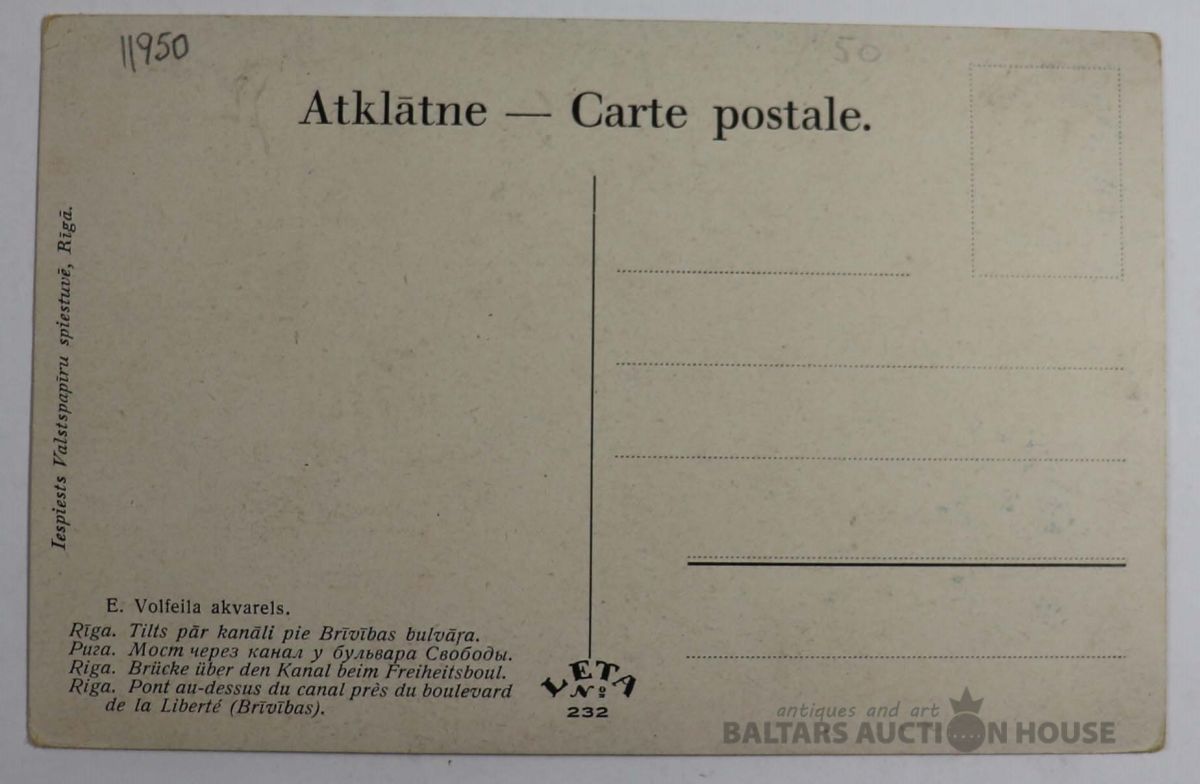 11950
50
Atklātne — Carte postale.
Iespiests Valstspapīru spiestuvē, Rīgā.
E. Volfeila akvarels.
Rīga. Tilts pār kanāli pie Brīvības bulvāŗa.
Рига. Мост через канал у бульвара Свободы.
Riga. Brücke über den Kanal beim Freiheitsboul.
Riga. Pont au-dessus du canal près du boulevard
de la Liberté (Brīvības).
LETA
№
232
antiques and art
BALTARS AUCTION HOUSE